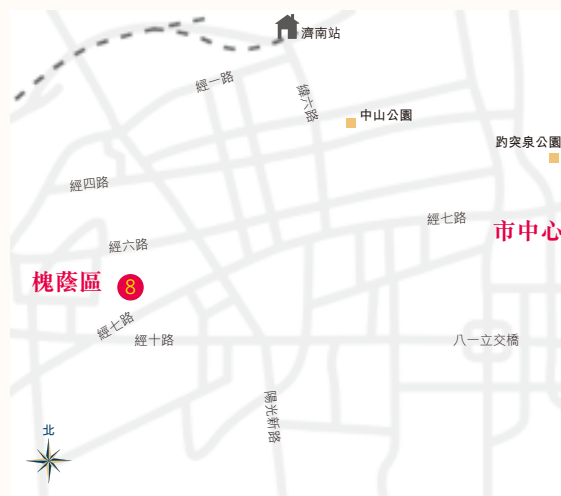 濟南站
經一路
緯六路
中山公園
趵突泉公園
經四路
經七路
市中心
經六路
槐蔭區
8
經七路
經十路
八一立交橋
陽光新路
北